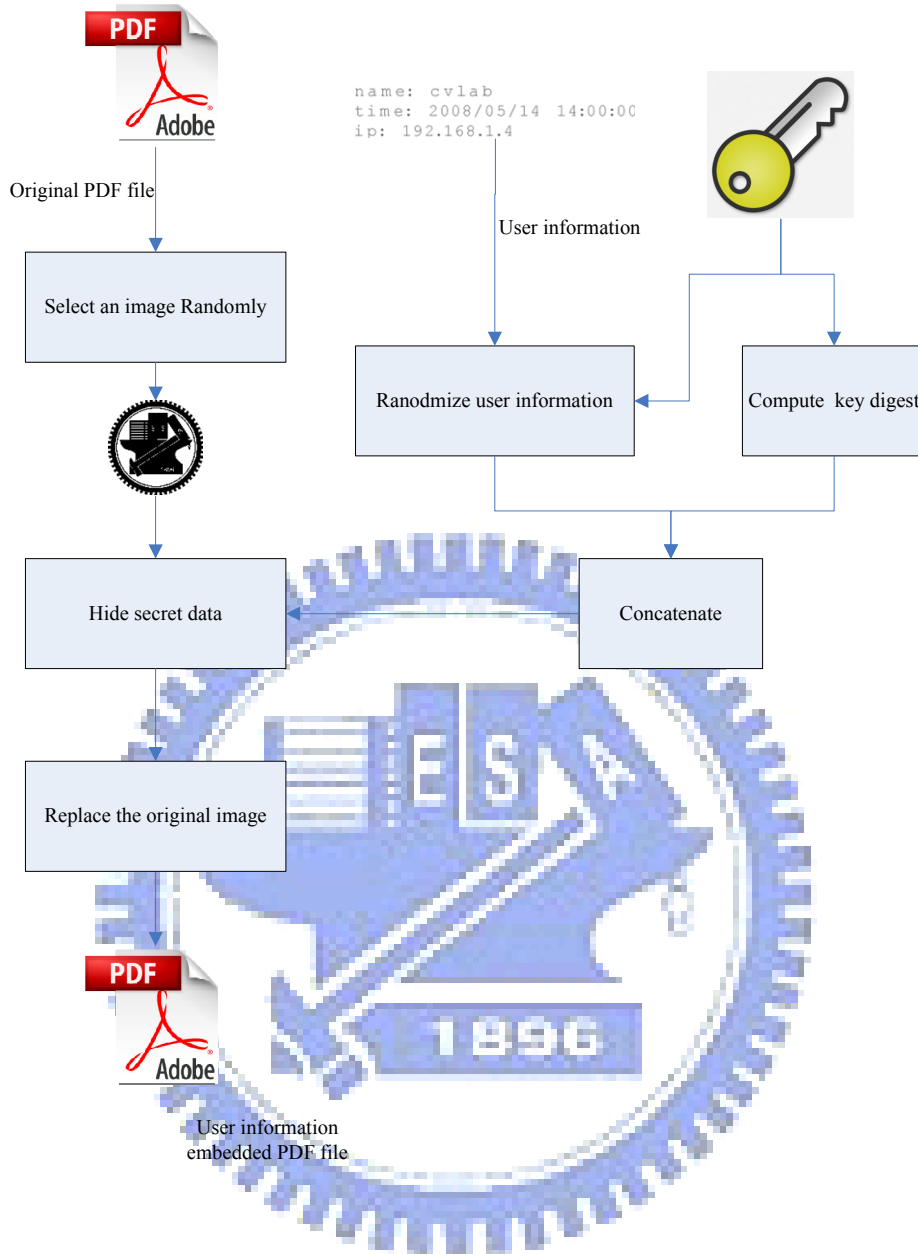 PDF
Adobe
name: cvlab
time: 2008/05/14 14:00:00
ip: 192.168.1.4
Original PDF file
User information
Select an image Randomly
Ranodmize user information
Compute key digest
Hide secret data
Concatenate
ESA
Replace the original image
1896
PDF
Adobe
User information
embedded PDF file